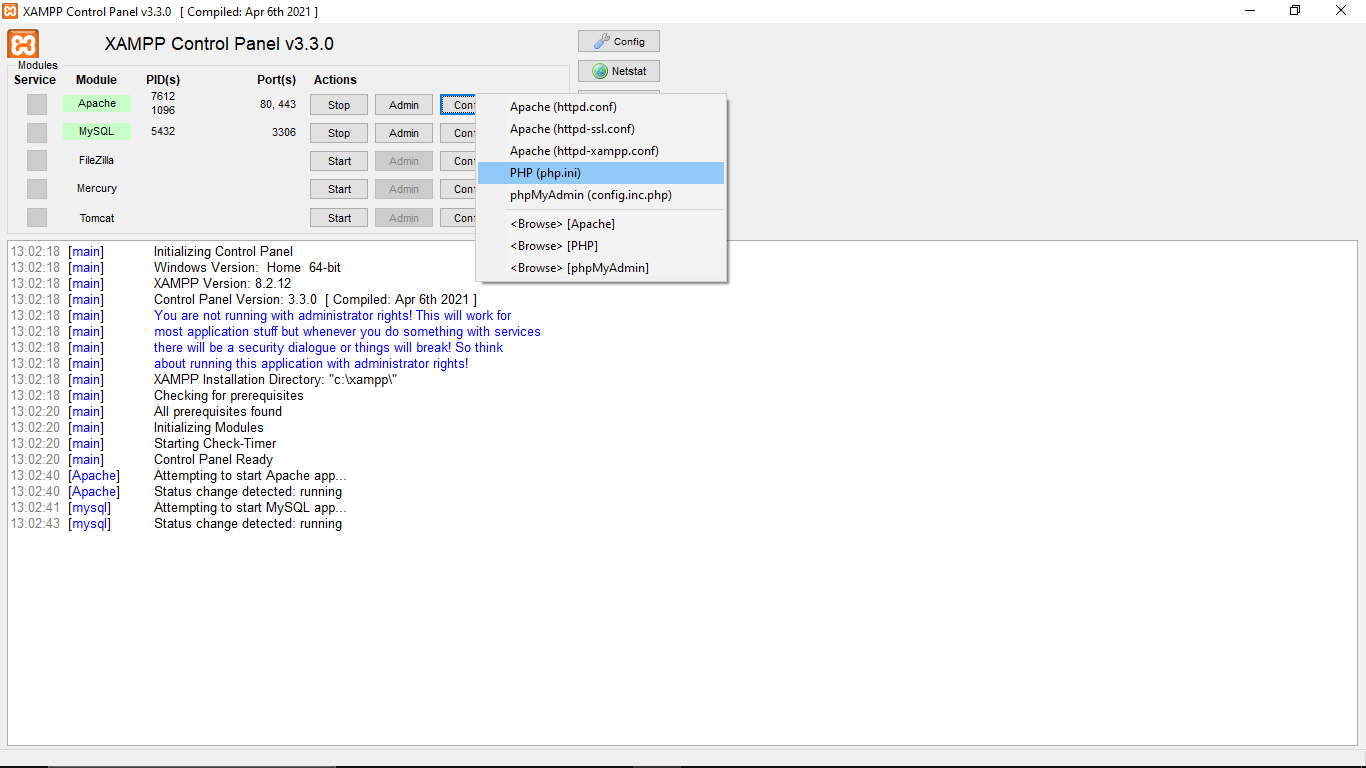 XAMPP Control Panel v3.3.0 [ Compiled: Apr 6th 2021 ]
XAMPP Control Panel v3.3.0
Config
Netstat
Modules
Service Module PID(s) Port(s) Actions
Apache 7612 1096 80, 443 Stop Admin Conf
MySQL 5432 3306 Stop Admin Conf
FileZilla Start Admin Conf
Mercury Start Admin Conf
Tomcat Start Admin Conf
Apache (httpd.conf)
Apache (httpd-ssl.conf)
Apache (httpd-xampp.conf)
PHP (php.ini)
phpMyAdmin (config.inc.php)
<Browse> [Apache]
<Browse> [PHP]
<Browse> [phpMyAdmin]
13:02:18 [main] Initializing Control Panel
13:02:18 [main] Windows Version: Home 64-bit
13:02:18 [main] XAMPP Version: 8.2.12
13:02:18 [main] Control Panel Version: 3.3.0 [ Compiled: Apr 6th 2021 ]
13:02:18 [main] You are not running with administrator rights! This will work for
13:02:18 [main] most application stuff but whenever you do something with services
13:02:18 [main] there will be a security dialogue or things will break! So think
13:02:18 [main] about running this application with administrator rights!
13:02:18 [main] XAMPP Installation Directory: "c:\xampp\"
13:02:18 [main] Checking for prerequisites
13:02:20 [main] All prerequisites found
13:02:20 [main] Initializing Modules
13:02:20 [main] Starting Check-Timer
13:02:20 [main] Control Panel Ready
13:02:40 [Apache] Attempting to start Apache app...
13:02:40 [Apache] Status change detected: running
13:02:41 [mysql] Attempting to start MySQL app...
13:02:43 [mysql] Status change detected: running